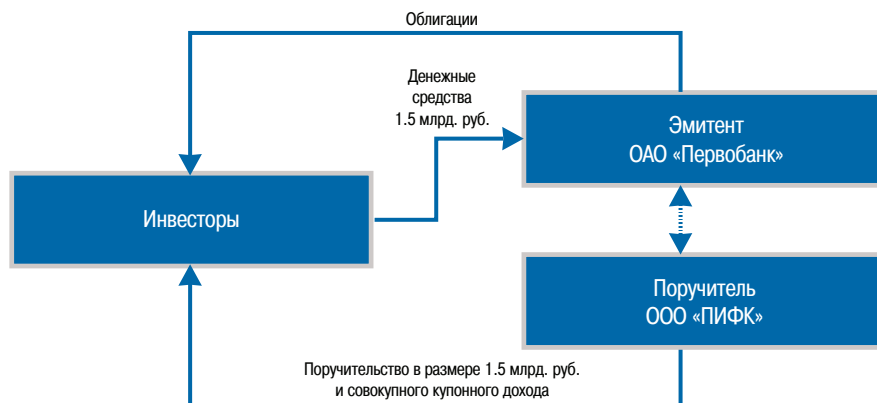 Облигации
Денежные
средства
1.5 млрд. руб.
Эмитент
ОАО «Первобанк»
Инвесторы
Поручитель
ООО «ПИФК»
Поручительство в размере 1.5 млрд. руб.
и совокупного купонного дохода